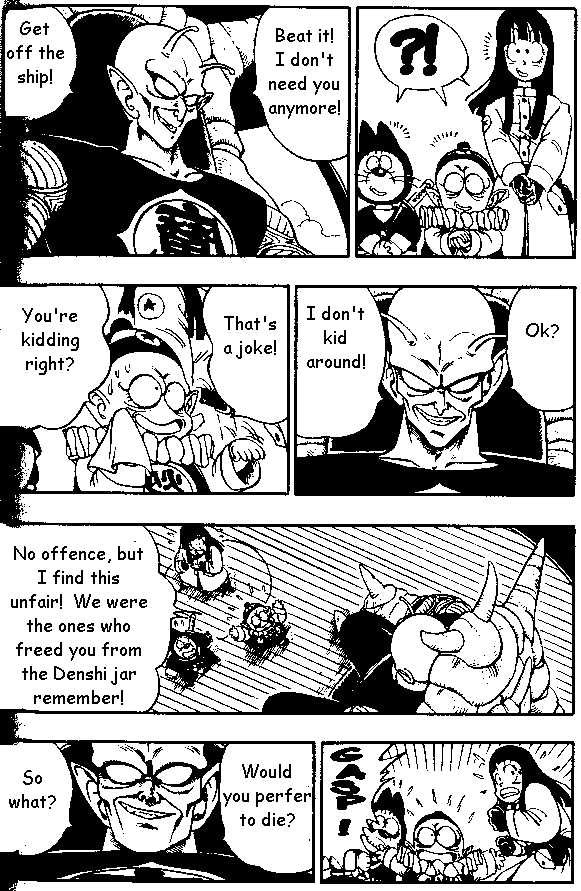 Get
off the
ship!
Beat it!
I don't
need you
anymore!
?!
You're
kidding
right?
That's
a joke!
I don't
kid
around!
Ok?
No offence, but
I find this
unfair! We were
the ones who
freed you from
the Denshi jar
remember!
So
what?
Would
you perfer
to die?
GASP!